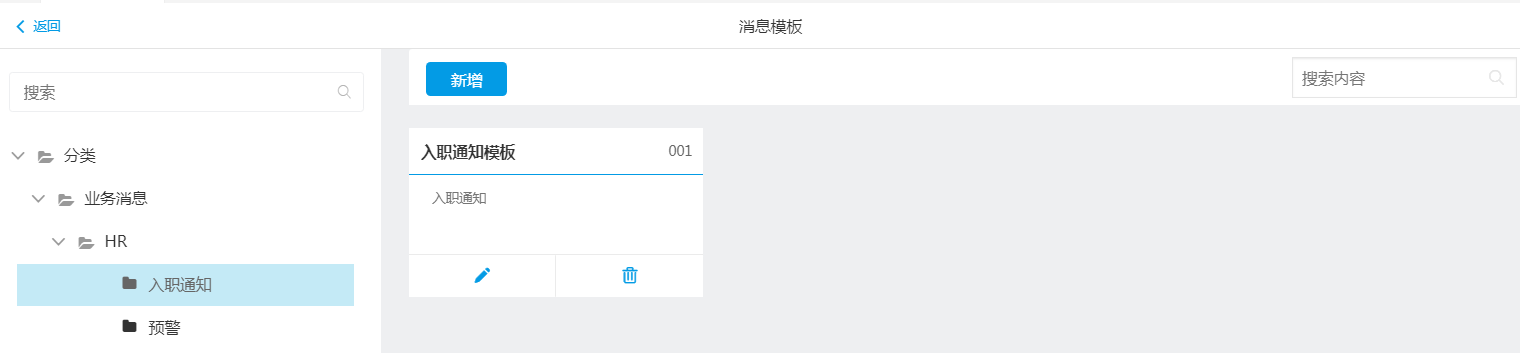 返回
消息模板
搜索
新增
搜索内容
分类
业务消息
HR
入职通知
预警
入职通知模板 001
入职通知